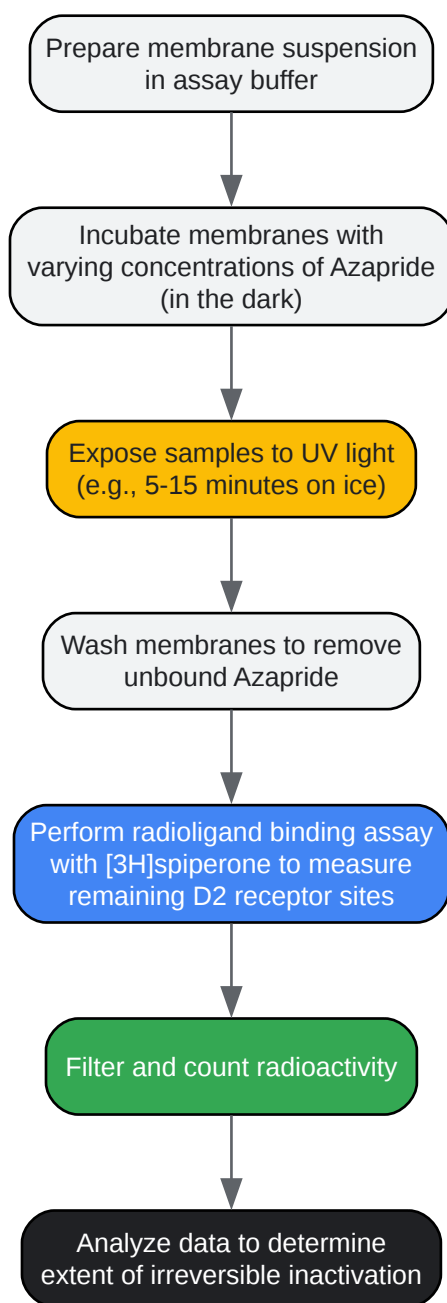 Prepare membrane suspension
in assay buffer
Incubate membranes with
varying concentrations of Azapride
(in the dark)
Expose samples to UV light
(e.g., 5-15 minutes on ice)
Wash membranes to remove
unbound Azapride
Perform radioligand binding assay
with [3H]spiperone to measure
remaining D2 receptor sites
Filter and count radioactivity
Analyze data to determine
extent of irreversible inactivation